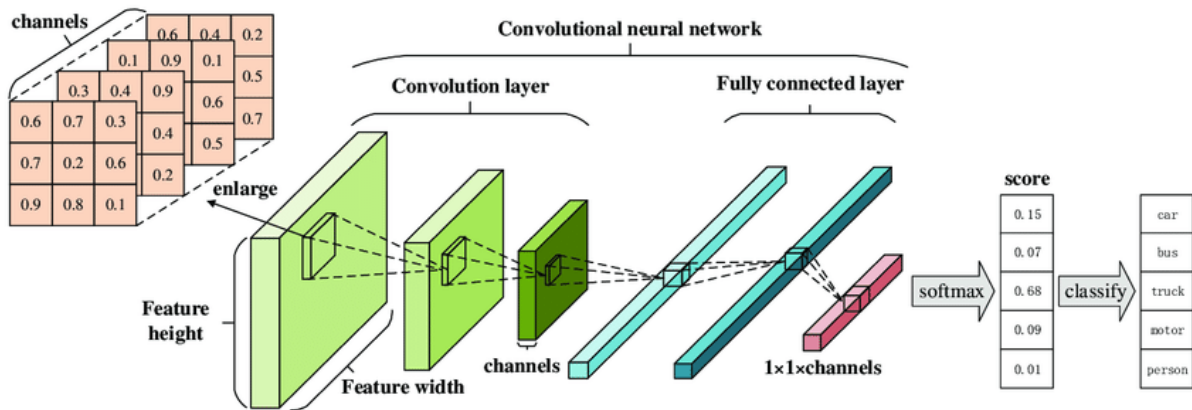 channels
0.6 0.4 0.2
0.1 0.9 0.1
0.5
0.3 0.4 0.9
0.6
0.6 0.7 0.3
0.7
0.4
0.5
0.7 0.2 0.6
0.2
0.9 0.8 0.1
enlarge
Convolutional neural network
Convolution layer
Fully connected layer
Feature
height
Feature width
channels
1×1×channels
softmax
score
0.15
0.07
0.68
0.09
0.01
classify
car
bus
truck
motor
person